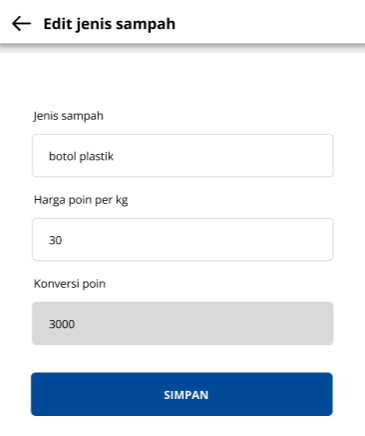 Edit jenis sampah
Jenis sampah
botol plastik
Harga poin per kg
30
Konversi poin
3000
SIMPAN